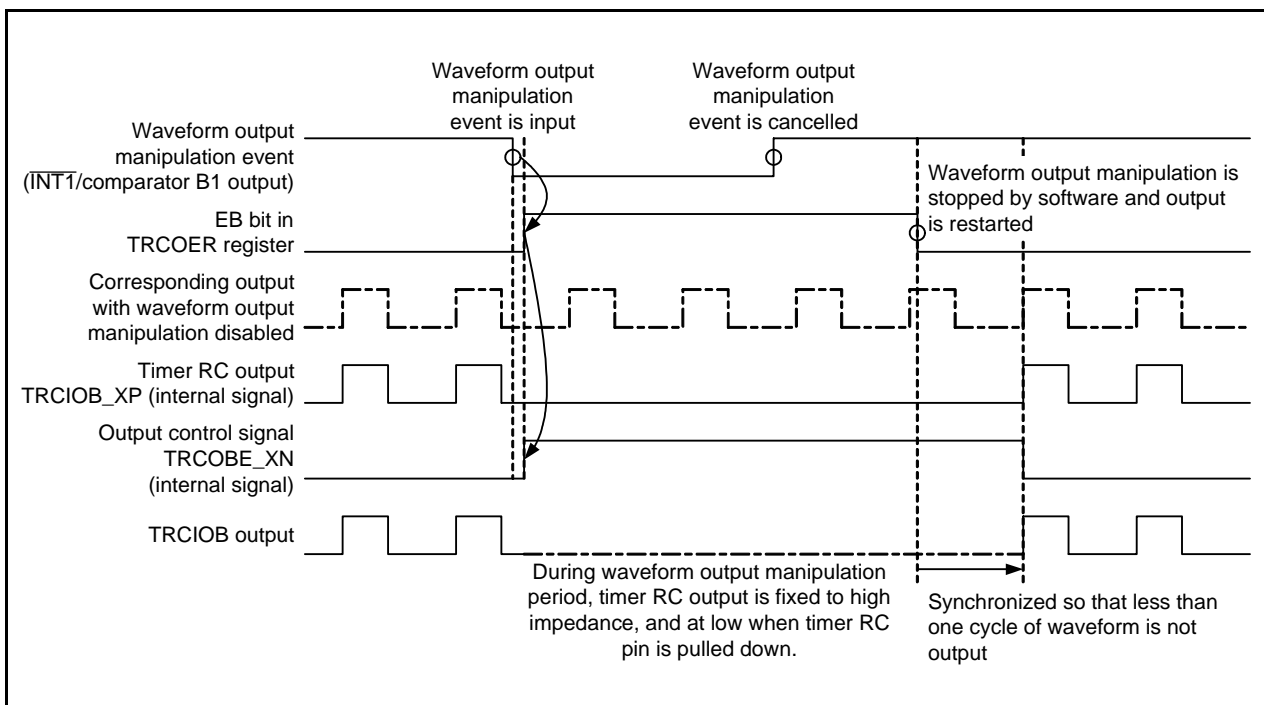 Waveform output
manipulation
event is input
Waveform output
manipulation
event is cancelled
Waveform output
manipulation event
(INT1/comparator B1 output)
Waveform output manipulation is
stopped by software and output
is restarted
EB bit in
TRCOER register
Corresponding output
with waveform output
manipulation disabled
Timer RC output
TRCIOB_XP (internal signal)
Output control signal
TRCOBE_XN
(internal signal)
TRCIOB output
During waveform output manipulation
period, timer RC output is fixed to high
impedance, and at low when timer RC
pin is pulled down.
Synchronized so that less than
one cycle of waveform is not
output